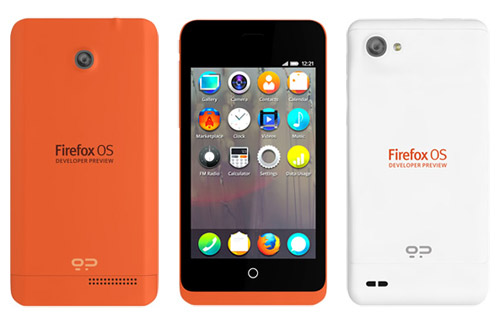 Firefox OS
DEVELOPER PREVIEW
12:21
Gallery Camera Contacts Calendar
Marketplace Clock Videos Music
FM Radio Calculator Settings Data Usage
Firefox OS
DEVELOPER PREVIEW